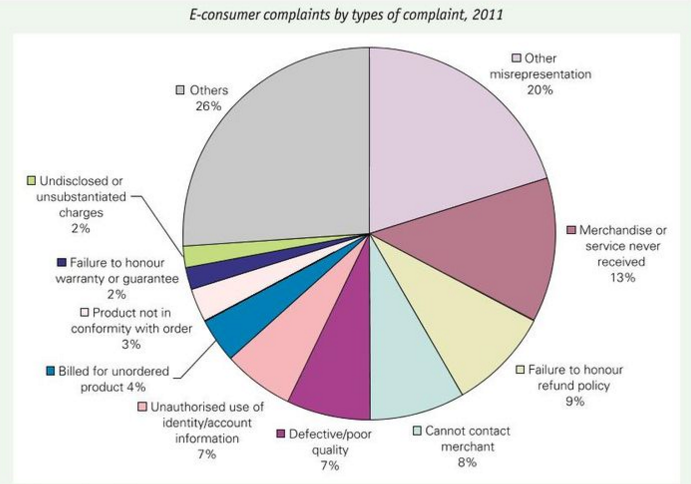 E-consumer complaints by types of complaint, 2011
Other
misrepresentation
20%
Merchandise or
service never
received
13%
Failure to honour
refund policy
9%
Cannot contact
merchant
8%
Defective/poor
quality
7%
Unauthorised use of
identity/account
information
7%
Billed for unordered
product 4%
Product not in
conformity with order
3%
Failure to honour
warranty or guarantee
2%
Undisclosed or
unsubstantiated
charges
2%
Others
26%